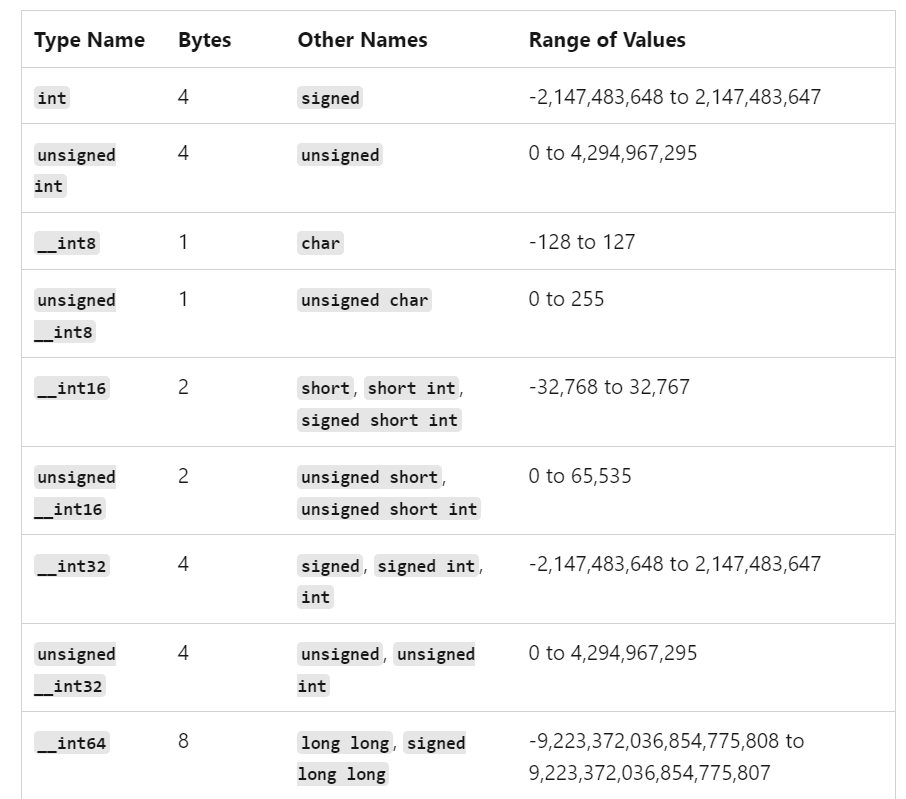 Type Name Bytes Other Names Range of Values
int 4 signed -2,147,483,648 to 2,147,483,647
unsigned int 4 unsigned 0 to 4,294,967,295
__int8 1 char -128 to 127
unsigned __int8 1 unsigned char 0 to 255
__int16 2 short, short int, signed short int -32,768 to 32,767
unsigned __int16 2 unsigned short, unsigned short int 0 to 65,535
__int32 4 signed, signed int, int -2,147,483,648 to 2,147,483,647
unsigned __int32 4 unsigned, unsigned int 0 to 4,294,967,295
__int64 8 long long, signed long long -9,223,372,036,854,775,808 to 9,223,372,036,854,775,807